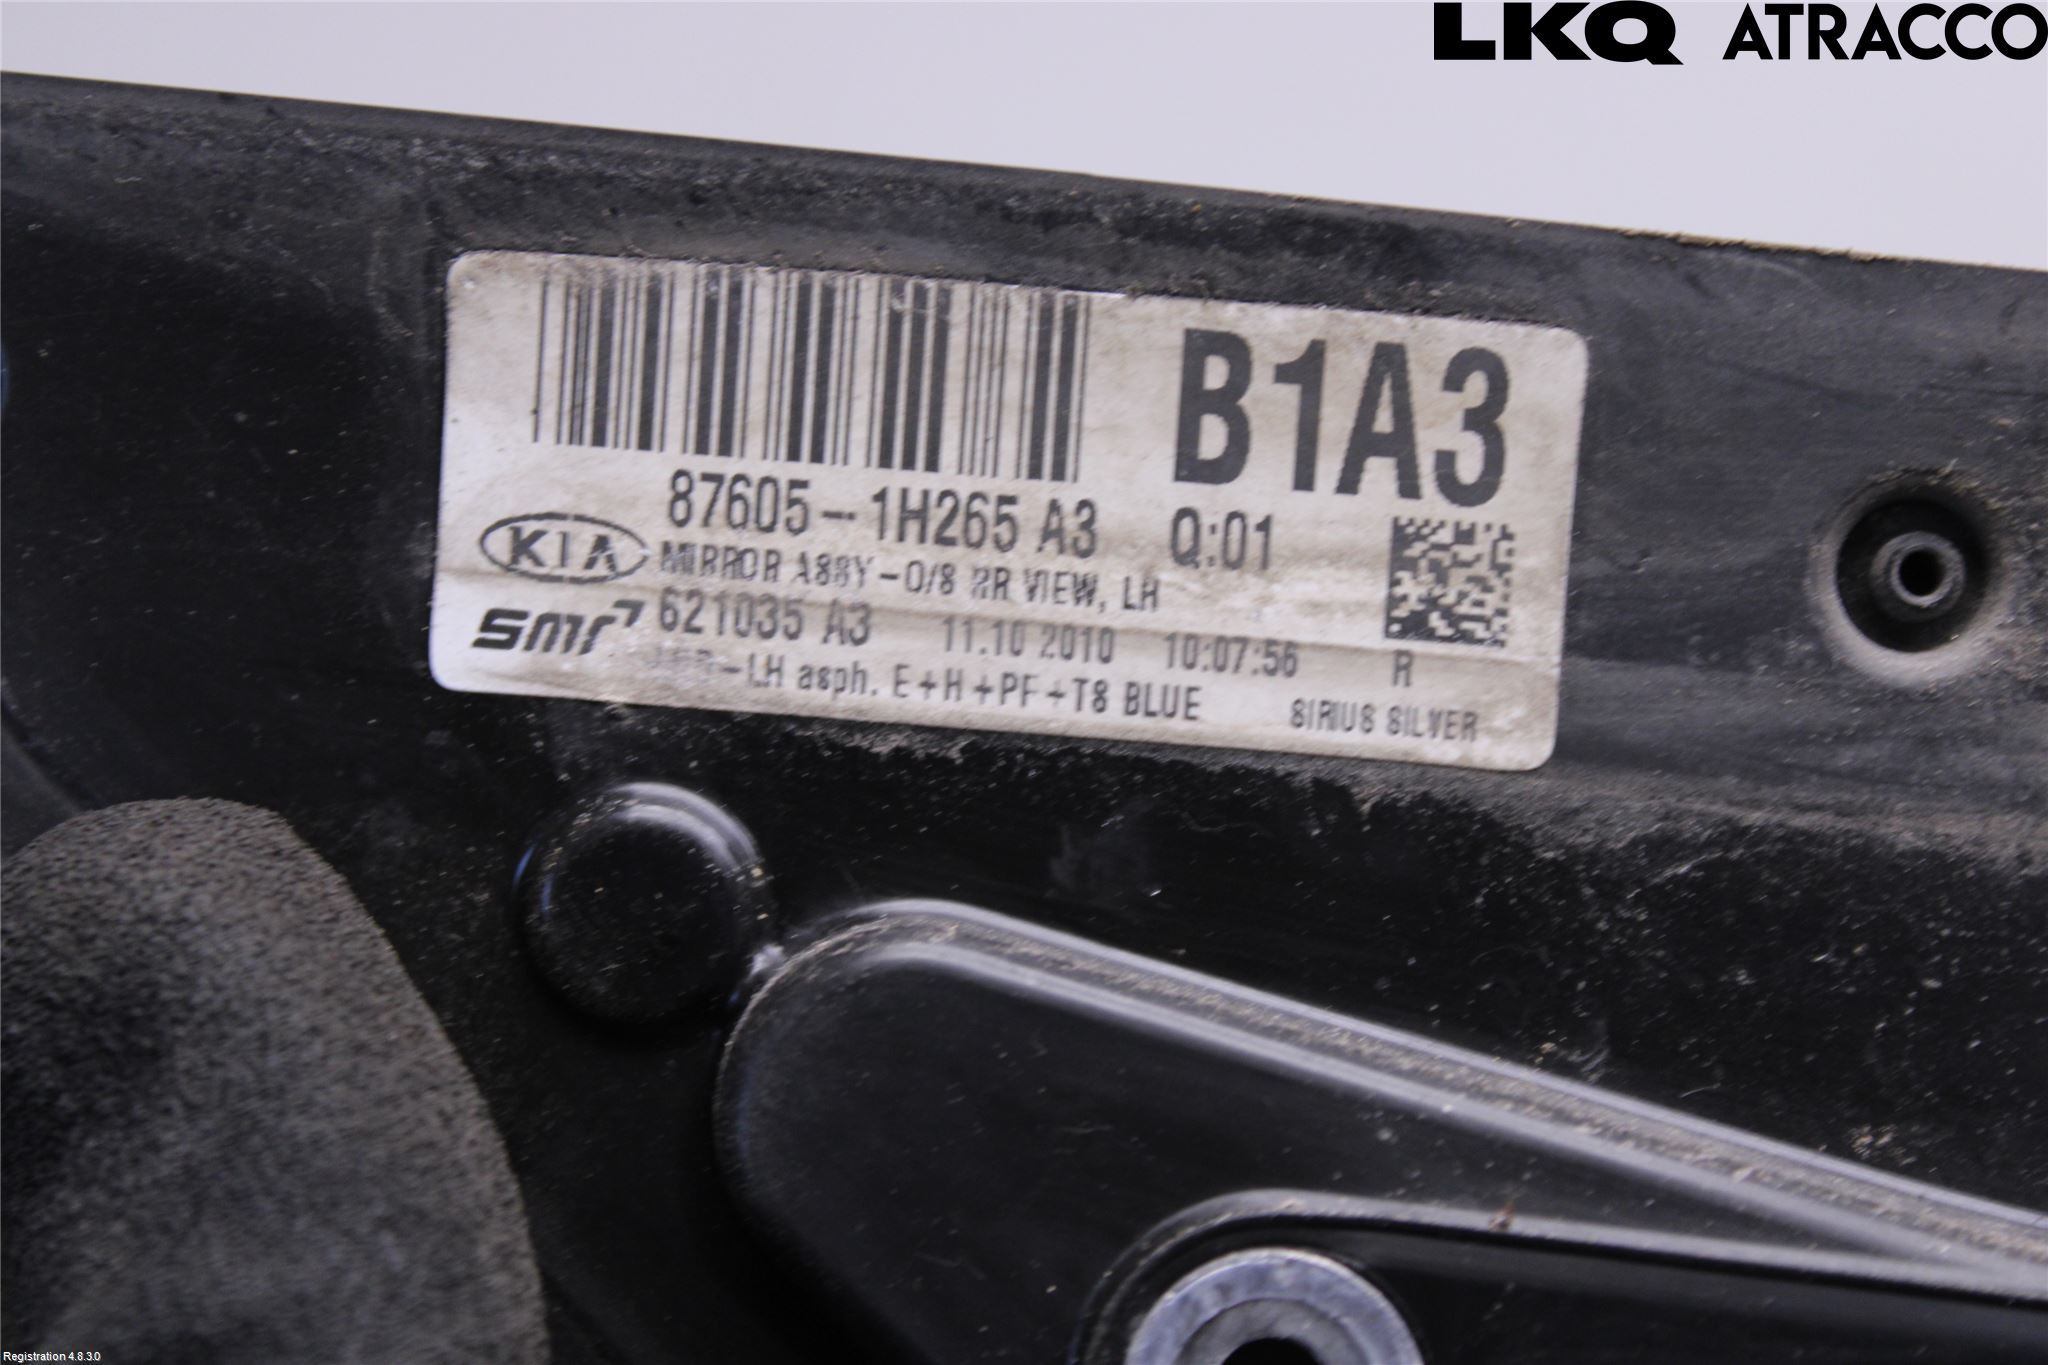 LKQ ATRACCO
B1A3
87605-1H265 A3 Q:01
KIA
MIRROR ASSY-O/S RR VIEW, LH
smr 621035 A3 11.10 2010 10:07:56 R
-LH asph. E+H+PF+TS BLUE SIRIUS SILVER
Registration 4.8.3.0